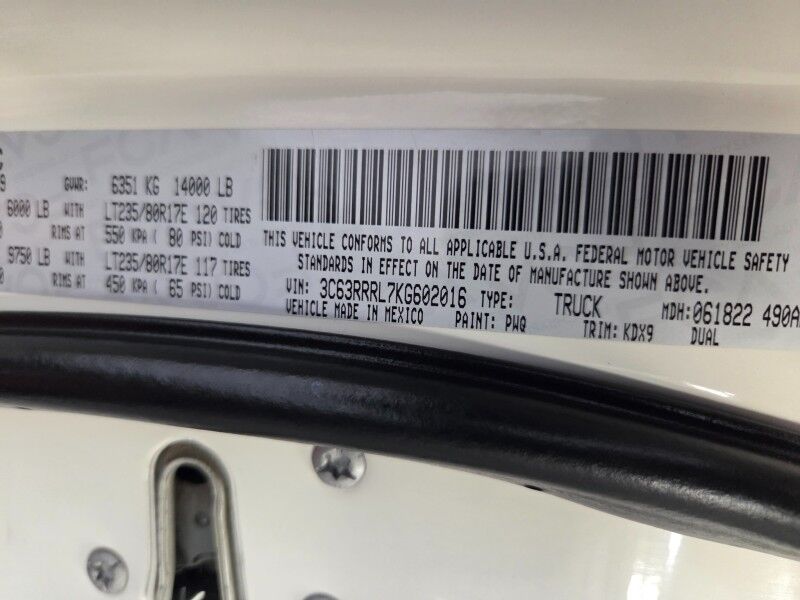 GVWR: 6351 KG 14000 LB
6000 LB WITH LT235/80R17E 120 TIRES
RIMS AT 550 KPA ( 80 PSI) COLD
5750 LB WITH LT235/80R17E 117 TIRES
RIMS AT 450 KPA ( 65 PSI) COLD
THIS VEHICLE CONFORMS TO ALL APPLICABLE U.S.A. FEDERAL MOTOR VEHICLE SAFETY
STANDARDS IN EFFECT ON THE DATE OF MANUFACTURE SHOWN ABOVE.
VIN: 3C63RRRL7KG602016 TYPE: TRUCK MDH: 061822 490A
VEHICLE MADE IN MEXICO PAINT: PWQ TRIM: KDX9 DUAL